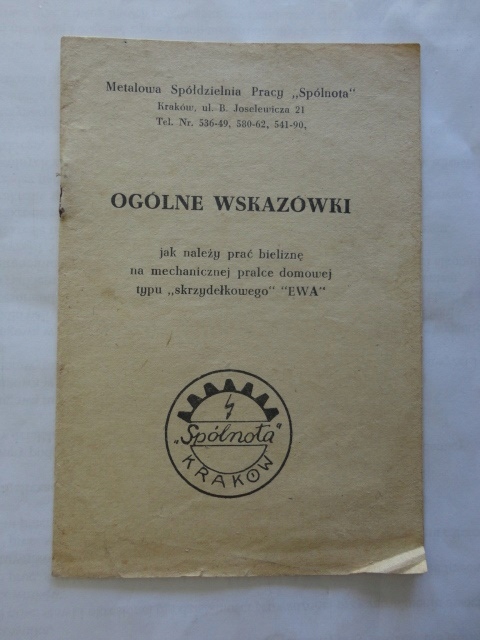 Metalowa Spółdzielnia Pracy „Spólnota"
Kraków, ul. B. Joselewicza 21
Tel. Nr. 536-49, 580-62, 541-90,
OGÓLNE WSKAZÓWKI
jak należy prać bieliznę
na mechanicznej pralce domowej
typu „skrzydełkowego" "EWA"
„Spólnota"
KRAKÓW